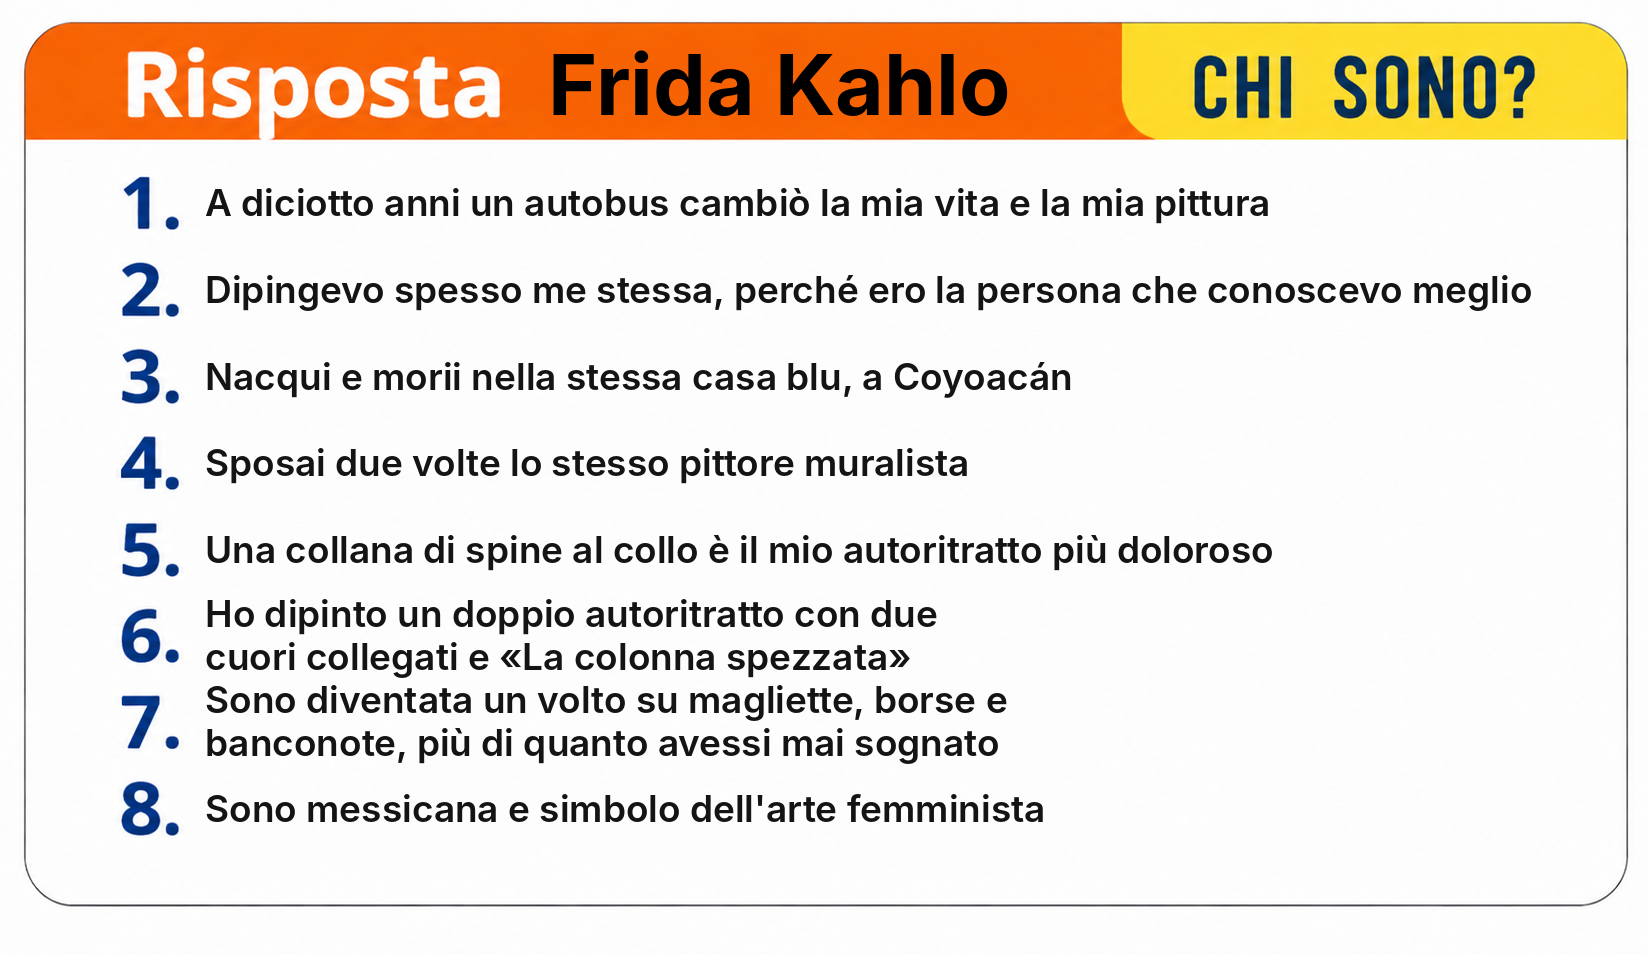 Risposta Frida Kahlo CHI SONO?
1. A diciotto anni un autobus cambiò la mia vita e la mia pittura
2. Dipingevo spesso me stessa, perché ero la persona che conoscevo meglio
3. Nacqui e morii nella stessa casa blu, a Coyoacán
4. Sposai due volte lo stesso pittore muralista
5. Una collana di spine al collo è il mio autoritratto più doloroso
6. Ho dipinto un doppio autoritratto con due
cuori collegati e «La colonna spezzata»
7. Sono diventata un volto su magliette, borse e
banconote, più di quanto avessi mai sognato
8. Sono messicana e simbolo dell'arte femminista